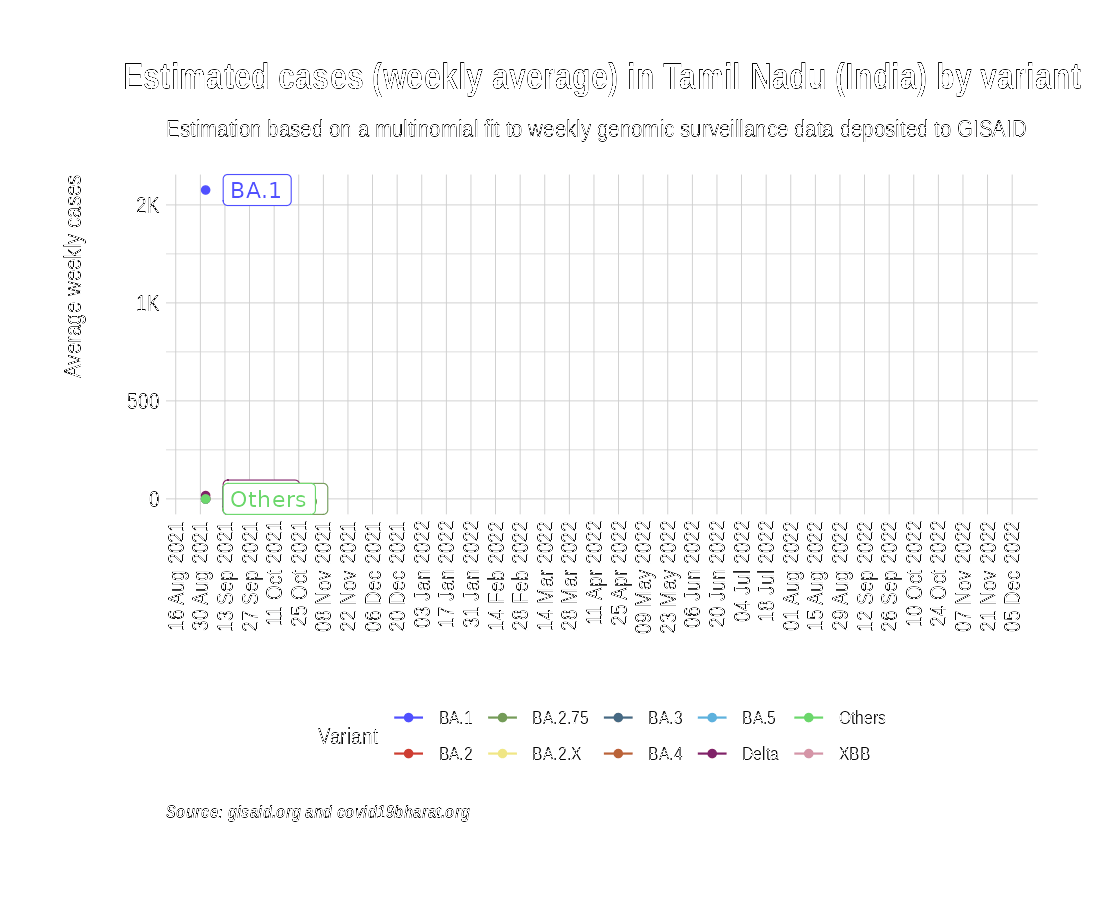 Estimated cases (weekly average) in Tamil Nadu (India) by variant
Estimation based on a multinomial fit to weekly genomic surveillance data deposited to GISAID
Average weekly cases
2K
1K
500
0
BA.1
Others
16 Aug 2021
30 Aug 2021
13 Sep 2021
27 Sep 2021
11 Oct 2021
25 Oct 2021
08 Nov 2021
22 Nov 2021
06 Dec 2021
20 Dec 2021
03 Jan 2022
17 Jan 2022
31 Jan 2022
14 Feb 2022
28 Feb 2022
14 Mar 2022
28 Mar 2022
11 Apr 2022
25 Apr 2022
09 May 2022
23 May 2022
06 Jun 2022
20 Jun 2022
04 Jul 2022
18 Jul 2022
01 Aug 2022
15 Aug 2022
29 Aug 2022
12 Sep 2022
26 Sep 2022
10 Oct 2022
24 Oct 2022
07 Nov 2022
21 Nov 2022
05 Dec 2022
Variant
BA.1 BA.2.75 BA.3 BA.5 Others
BA.2 BA.2.X BA.4 Delta XBB
Source: gisaid.org and covid19bharat.org